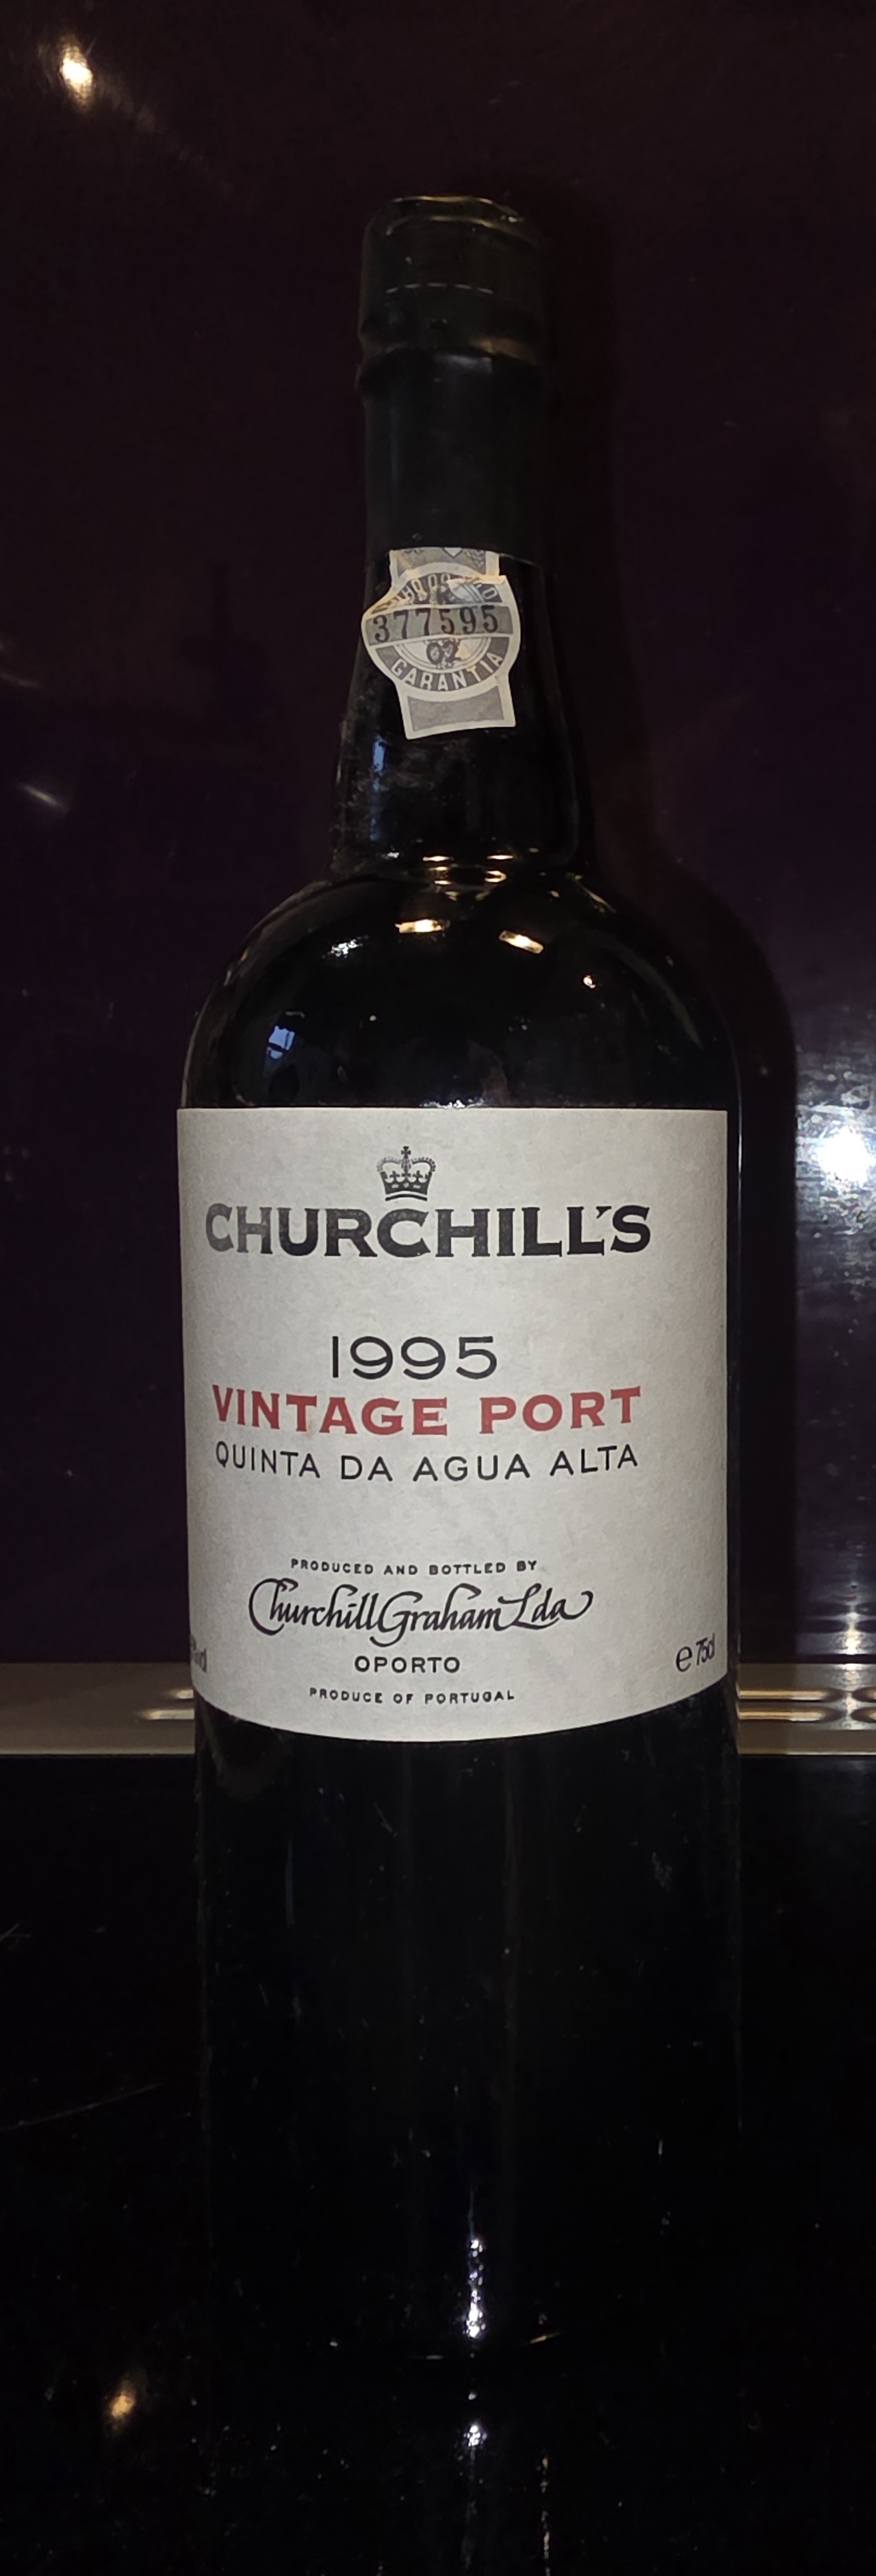 377595
GARANTIA
CHURCHILL'S
1995
VINTAGE PORT
QUINTA DA AGUA ALTA
PRODUCED AND BOTTLED BY
Churchill Graham Lda
OPORTO
e 75cl
PRODUCE OF PORTUGAL